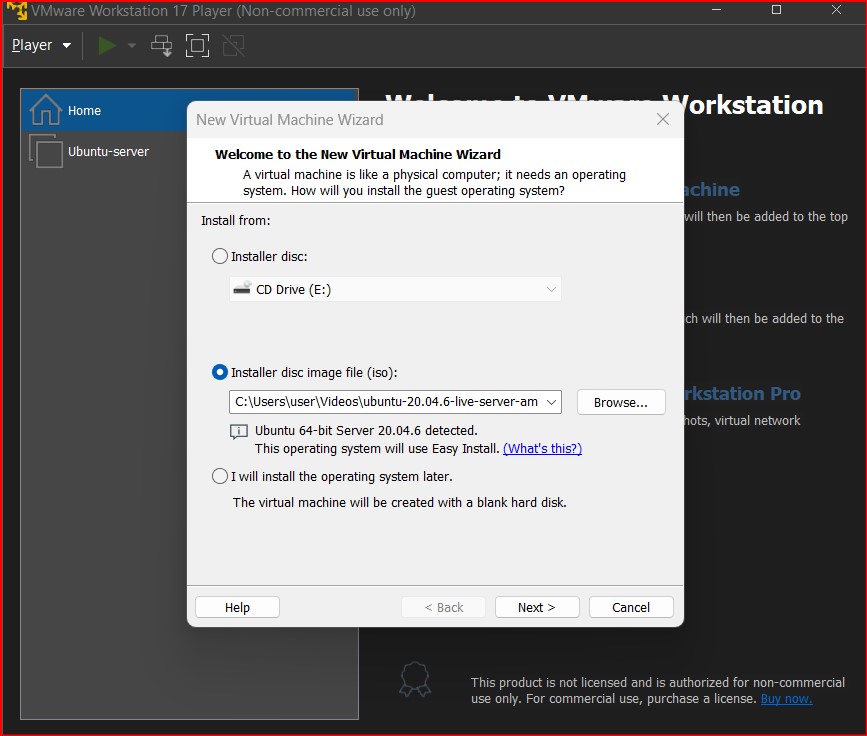 VMware Workstation 17 Player (Non-commercial use only)
Player
Home
Ubuntu-server
Welcome to VMware Workstation
achine
will then be added to the top
ch will then be added to the
rkstation Pro
hots, virtual network
New Virtual Machine Wizard
Welcome to the New Virtual Machine Wizard
A virtual machine is like a physical computer; it needs an operating
system. How will you install the guest operating system?
Install from:
Installer disc:
CD Drive (E:)
Installer disc image file (iso):
C:\Users\user\Videos\ubuntu-20.04.6-live-server-am
Browse...
Ubuntu 64-bit Server 20.04.6 detected.
This operating system will use Easy Install. (What's this?)
I will install the operating system later.
The virtual machine will be created with a blank hard disk.
Help
< Back
Next >
Cancel
This product is not licensed and is authorized for non-commercial
use only. For commercial use, purchase a license. Buy now.